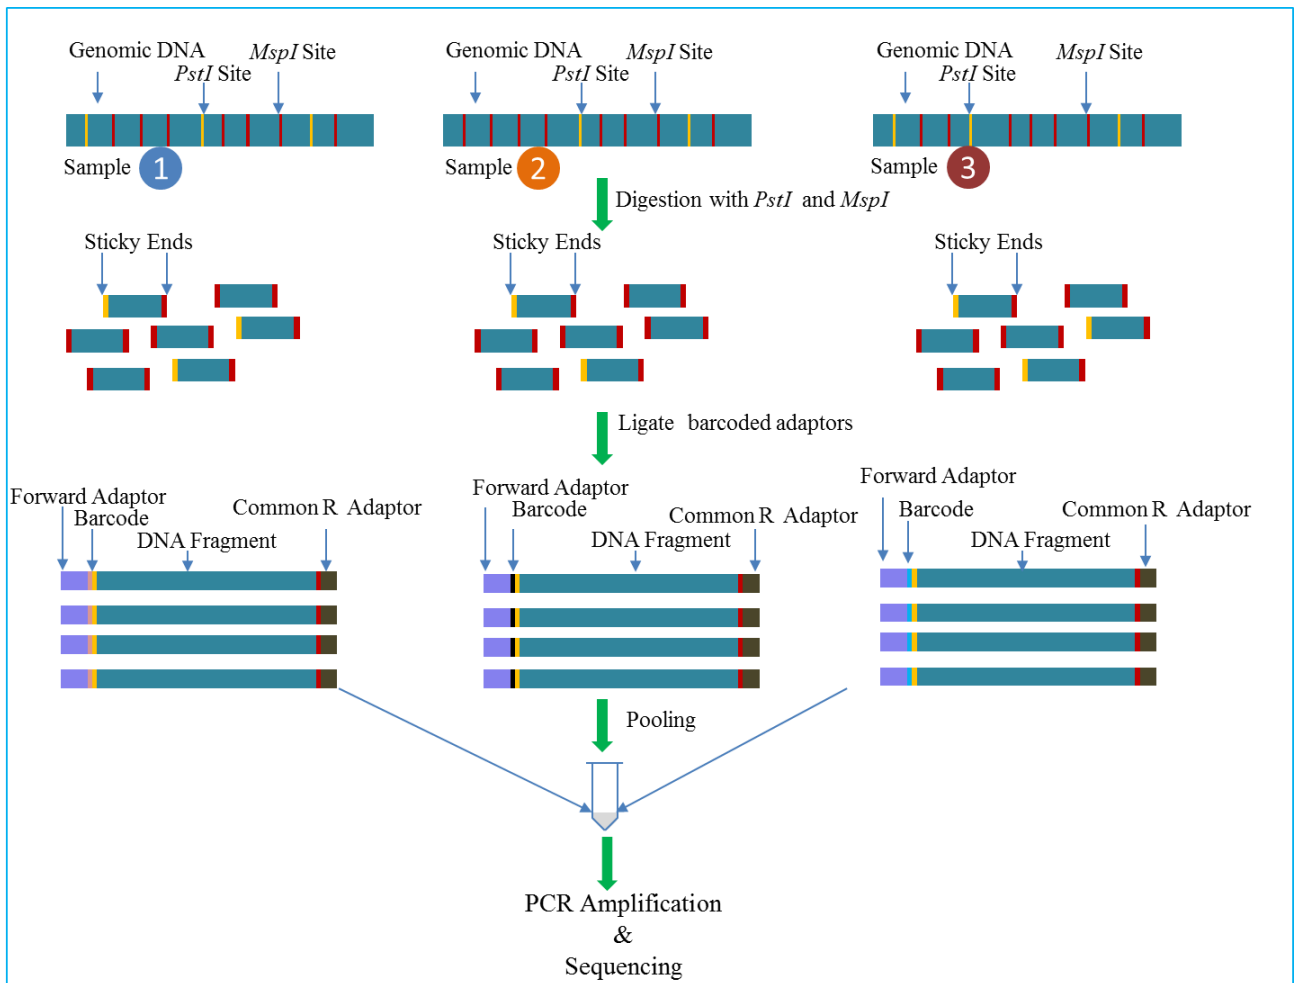 Genomic DNA
PstI Site
MspI Site
Genomic DNA
PstI Site
MspI Site
Genomic DNA
PstI Site
MspI Site
Sample 1
Sample 2
Sample 3
Digestion with PstI and MspI
Sticky Ends
Sticky Ends
Sticky Ends
Ligate barcoded adaptors
Forward Adaptor
Barcode
DNA Fragment
Common R Adaptor
Forward Adaptor
Barcode
DNA Fragment
Common R Adaptor
Forward Adaptor
Barcode
DNA Fragment
Common R Adaptor
Pooling
PCR Amplification
&
Sequencing